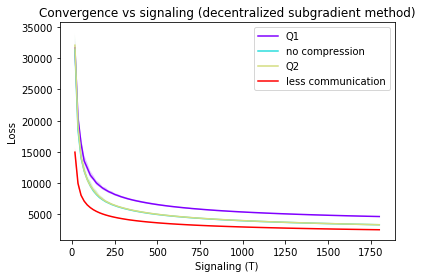 Convergence vs signaling (decentralized subgradient method)
35000
30000
25000
20000
15000
10000
5000
Loss
Q1
no compression
Q2
less communication
0 250 500 750 1000 1250 1500 1750
Signaling (T)